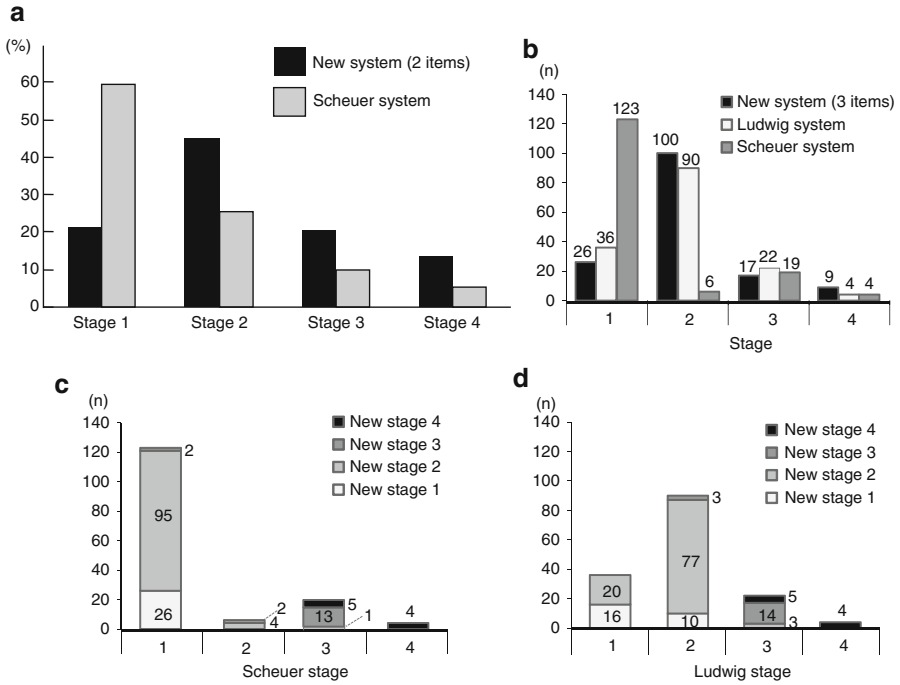 a
(%)
60
50
40
30
20
10
0
Stage 1 Stage 2 Stage 3 Stage 4
New system (2 items)
Scheuer system
b
(n)
140
120
100
80
60
40
20
0
New system (3 items)
Ludwig system
Scheuer system
26 36 123
100 90 6
17 22 19
9 4 4
1 2 3 4
Stage
c
(n)
140
120
100
80
60
40
20
0
New stage 4
New stage 3
New stage 2
New stage 1
2
95
26
2
4
5
13
1
4
1 2 3 4
Scheuer stage
d
(n)
140
120
100
80
60
40
20
0
New stage 4
New stage 3
New stage 2
New stage 1
20
16
3
77
10
5
14
3
4
1 2 3 4
Ludwig stage